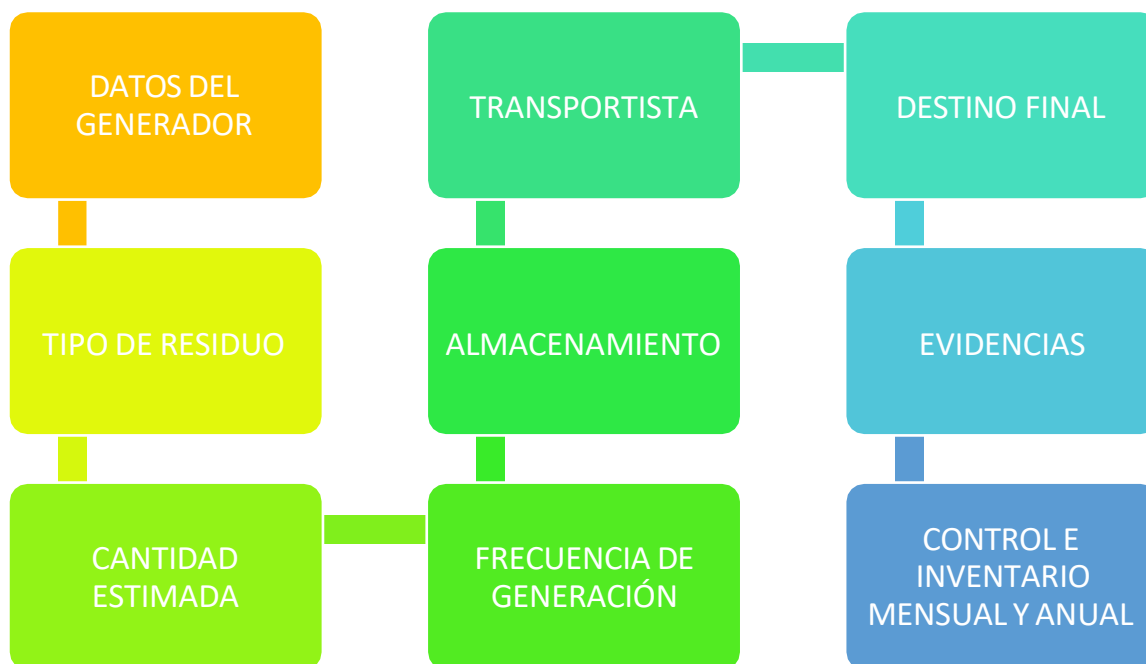 DATOS DEL
GENERADOR
TIPO DE RESIDUO
CANTIDAD
ESTIMADA
FRECUENCIA DE
GENERACIÓN
ALMACENAMIENTO
TRANSPORTISTA
DESTINO FINAL
EVIDENCIAS
CONTROL E
INVENTARIO
MENSUAL Y ANUAL